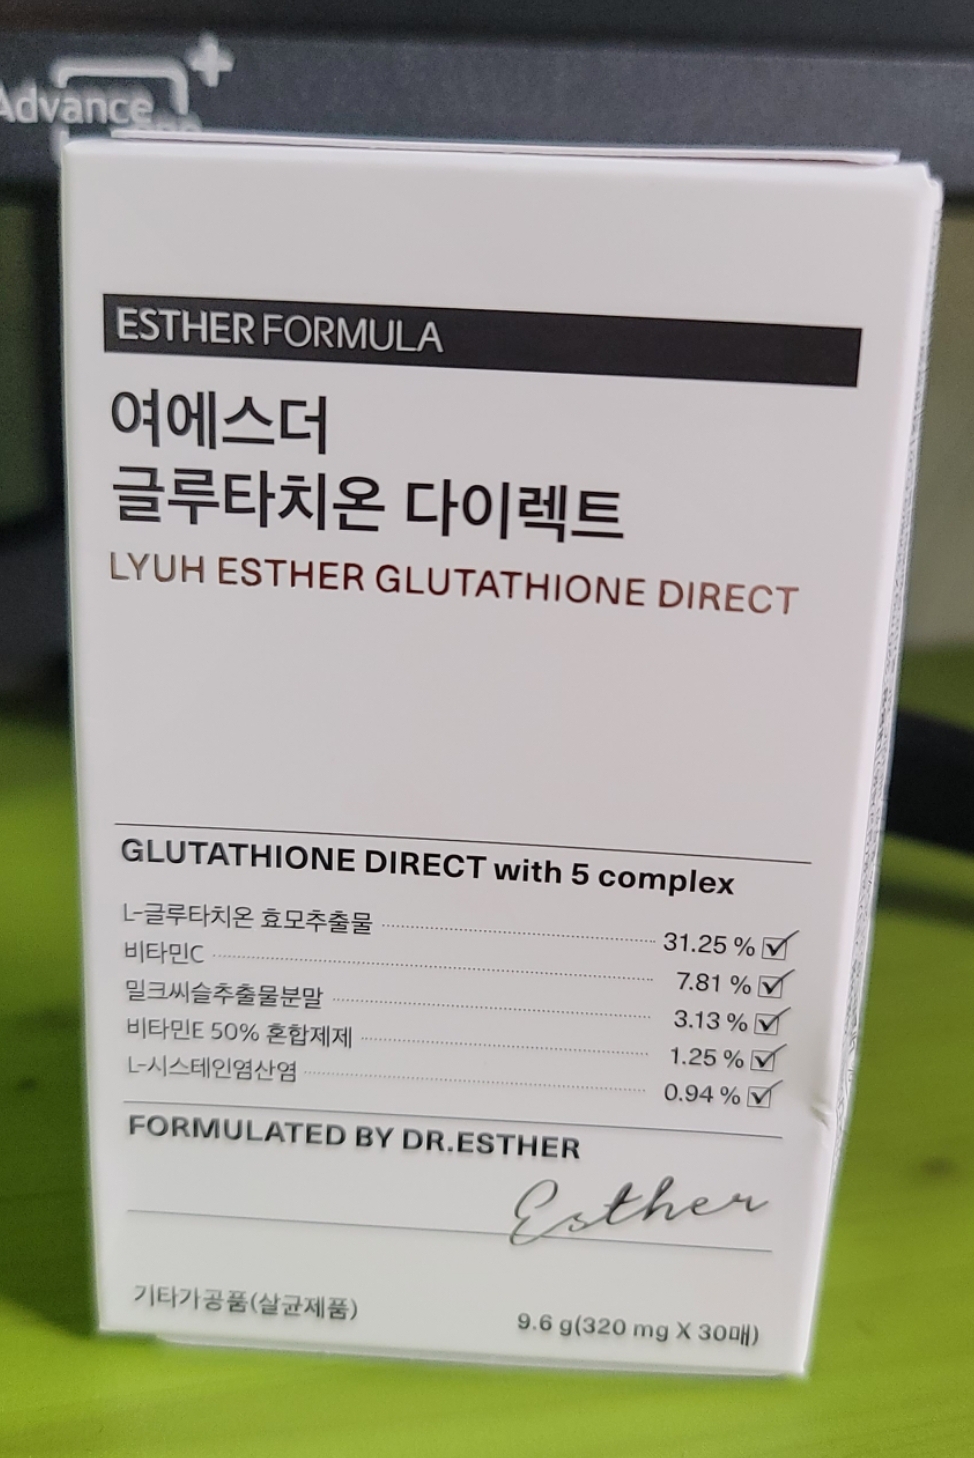 Advance
ESTHER FORMULA
여에스더
글루타치온 다이렉트
LYUH ESTHER GLUTATHIONE DIRECT
GLUTATHIONE DIRECT with 5 complex
L-글루타치온 효모추출물 31.25 %
비타민C 7.81 %
밀크씨슬추출물분말 3.13 %
비타민E 50% 혼합제제 1.25 %
L-시스테인염산염 0.94 %
FORMULATED BY DR.ESTHER
Esther
기타가공품(살균제품) 9.6 g(320 mg X 30매)